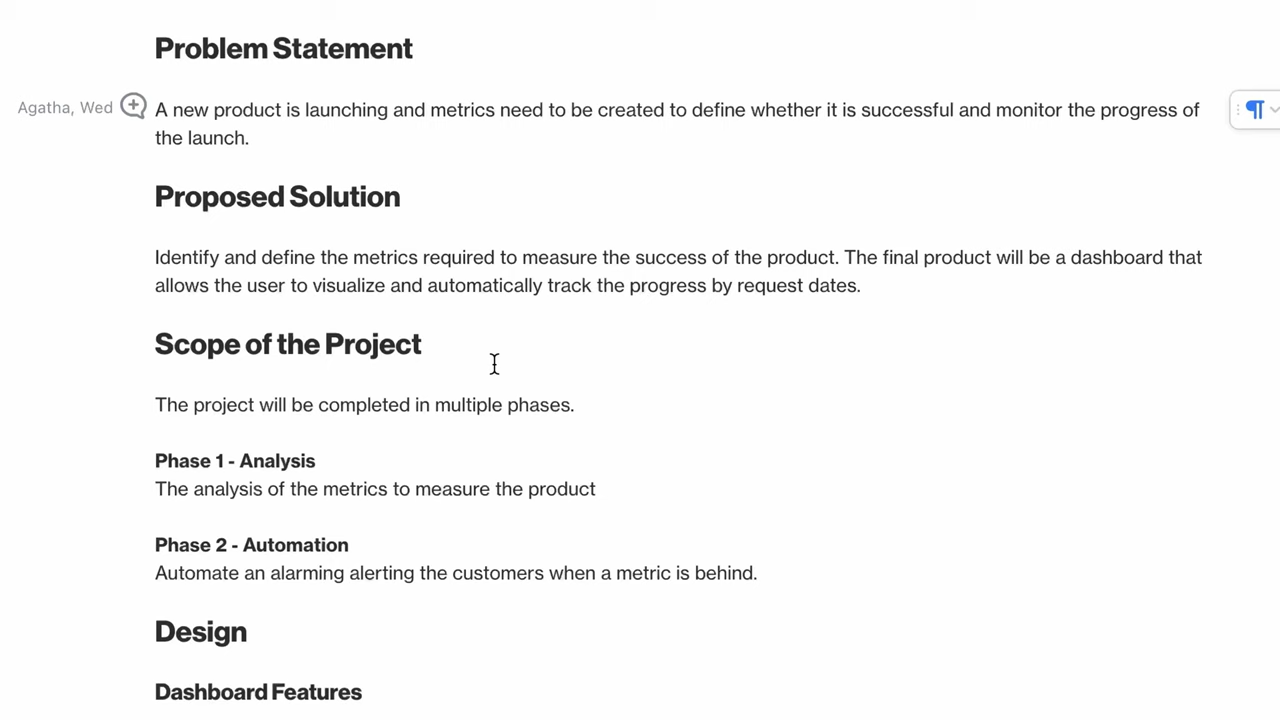 Problem Statement
Agatha, Wed
A new product is launching and metrics need to be created to define whether it is successful and monitor the progress of
the launch.
Proposed Solution
Identify and define the metrics required to measure the success of the product. The final product will be a dashboard that
allows the user to visualize and automatically track the progress by request dates.
Scope of the Project
The project will be completed in multiple phases.
Phase 1 - Analysis
The analysis of the metrics to measure the product
Phase 2 - Automation
Automate an alarming alerting the customers when a metric is behind.
Design
Dashboard Features